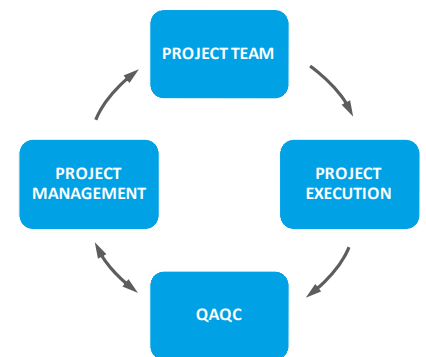 PROJECT TEAM
PROJECT
MANAGEMENT
PROJECT
EXECUTION
QAQC